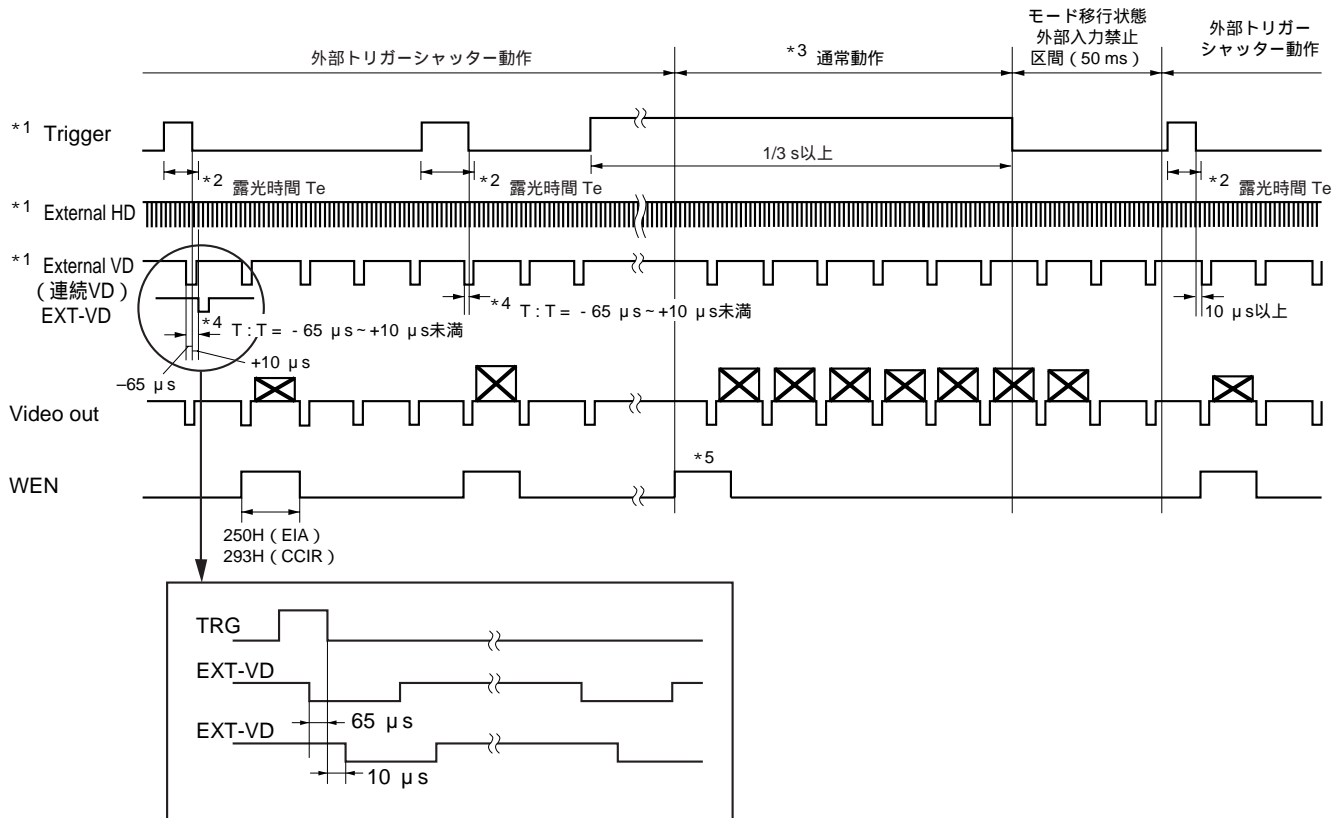 外部トリガーシャッター動作
*3 通常動作
モード移行状態
外部入力禁止
区間（50 ms）
外部トリガー
シャッター動作
*1 Trigger
1/3 s以上
*2 露光時間 Te
*2 露光時間 Te
*2 露光時間 Te
*1 External HD
*1 External VD
（連続VD）
EXT-VD
*4 T : T = - 65 μs~ +10 μs未満
*4 T : T = - 65 μs~ +10 μs未満
10 μs以上
+10 μs
–65 μs
Video out
*5
WEN
250H（EIA）
293H（CCIR）
TRG
EXT-VD
65 μs
EXT-VD
10 μs